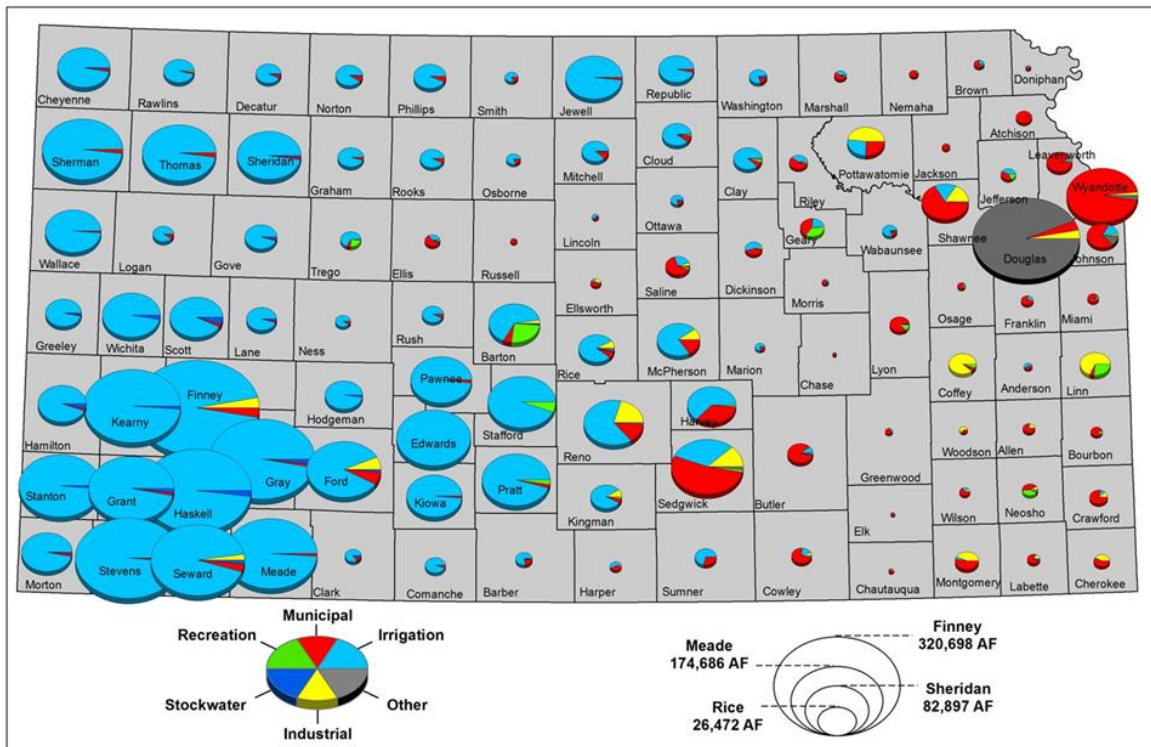 Cheyenne
Rawlins
Decatur
Norton
Phillips
Smith
Jewell
Republic
Washington
Marshall
Nemaha
Brown
Doniphan
Atchison
Sherman
Thomas
Sheridan
Graham
Rooks
Osborne
Mitchell
Cloud
Clay
Riley
Pottawatomie
Jackson
Leavenworth
Jefferson
Wyandotte
Wallace
Logan
Gove
Trego
Ellis
Russell
Lincoln
Ottawa
Geary
Wabaunsee
Shawnee
Douglas
Johnson
Ellsworth
Saline
Dickinson
Morris
Osage
Franklin
Miami
Greeley
Wichita
Scott
Lane
Ness
Rush
Barton
Rice
McPherson
Marion
Chase
Lyon
Coffey
Anderson
Linn
Pawnee
Hamilton
Kearny
Finney
Hodgeman
Stafford
Edwards
Reno
Harvey
Gray
Ford
Stanton
Grant
Haskell
Kiowa
Pratt
Kingman
Sedgwick
Butler
Greenwood
Woodson
Allen
Bourbon
Elk
Wilson
Neosho
Crawford
Morton
Stevens
Seward
Meade
Clark
Comanche
Barber
Harper
Sumner
Cowley
Chautauqua
Montgomery
Labette
Cherokee
Municipal
Recreation
Irrigation
Stockwater
Other
Industrial
Finney
320,698 AF
Meade
174,686 AF
Sheridan
82,897 AF
Rice
26,472 AF